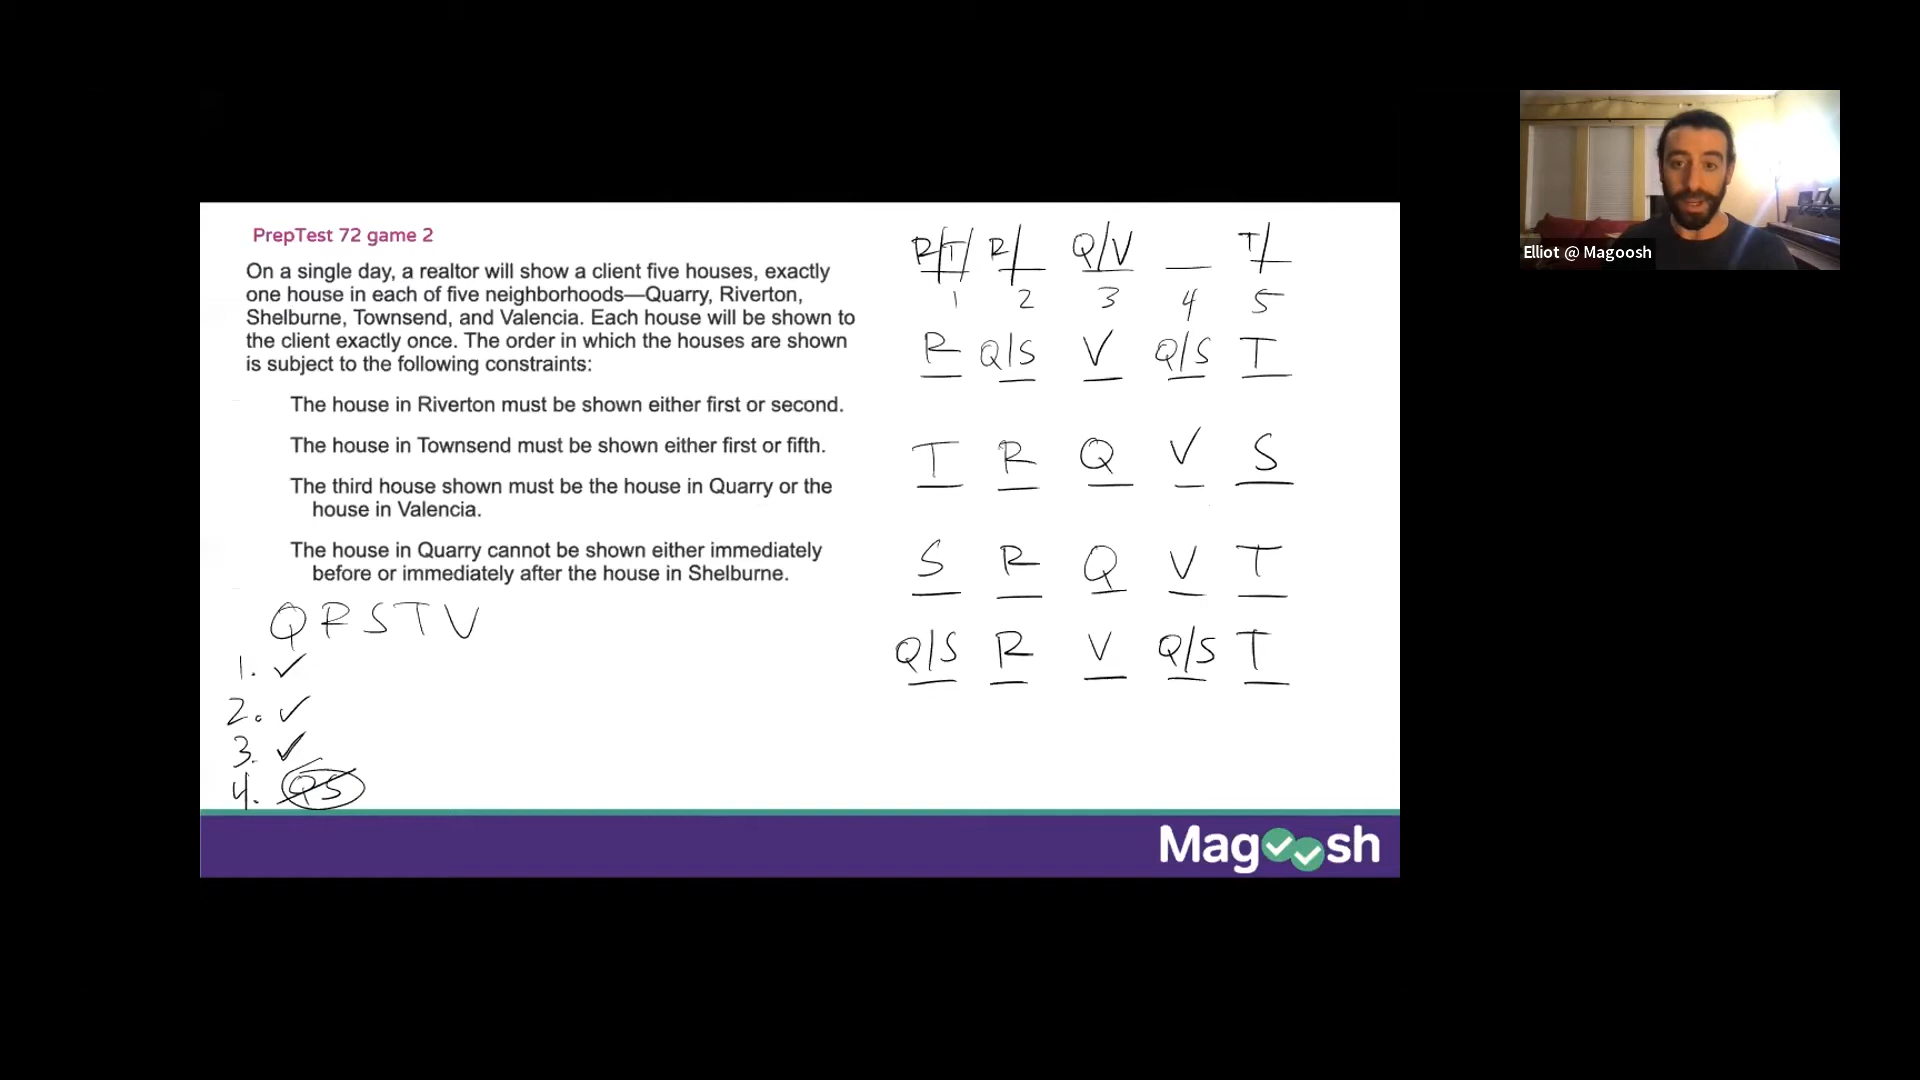 PrepTest 72 game 2
On a single day, a realtor will show a client five houses, exactly
one house in each of five neighborhoods—Quarry, Riverton,
Shelburne, Townsend, and Valencia. Each house will be shown to
the client exactly once. The order in which the houses are shown
is subject to the following constraints:
The house in Riverton must be shown either first or second.
The house in Townsend must be shown either first or fifth.
The third house shown must be the house in Quarry or the
house in Valencia.
The house in Quarry cannot be shown either immediately
before or immediately after the house in Shelburne.
Q R S T V
1. ✓
2. ✓
3. ✓
4. QS
R/T/ R/ Q/V __ T/
1 2 3 4 5
R Q/S V Q/S T
T R Q V S
S R Q V T
Q/S R V Q/S T
Magoosh
Elliot @ Magoosh